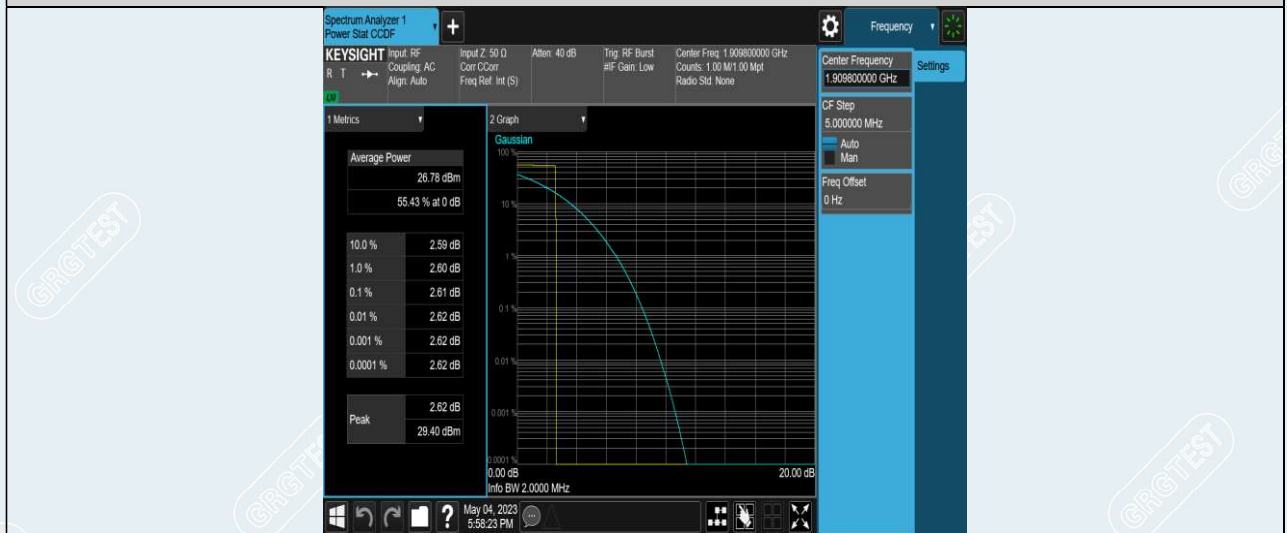 Spectrum Analyzer 1
Power Stat CCDF
+
Frequency
KEYSIGHT
R T
LNI
Input: RF
Coupling: AC
Align: Auto
Input Z: 50 Ω
Corr CCorr
Freq Ref: Int (S)
Atten: 40 dB
Trig: RF Burst
#IF Gain: Low
Center Freq: 1.909800000 GHz
Counts: 1.00 M/1.00 Mpt
Radio Std: None
Center Frequency
1.909800000 GHz
Settings
CF Step
5.000000 MHz
Auto
Man
Freq Offset
0 Hz
1 Metrics
Average Power
26.78 dBm
55.43 % at 0 dB
10.0 % 2.59 dB
1.0 % 2.60 dB
0.1 % 2.61 dB
0.01 % 2.62 dB
0.001 % 2.62 dB
0.0001 % 2.62 dB
Peak
2.62 dB
29.40 dBm
2 Graph
Gaussian
100 %
10 %
1 %
0.1 %
0.01 %
0.001 %
0.0001 %
0.00 dB 20.00 dB
Info BW 2.0000 MHz
?
May 04, 2023
5:58:23 PM
GRGTEST
GRGTEST
GRGTEST
GRGTEST
GRGTEST
GRGTEST